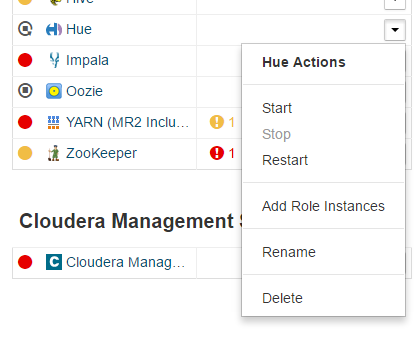 Hive
Hue
Hue Actions
Impala
Oozie
Start
Stop
YARN (MR2 Inclu... 1
Restart
ZooKeeper 1
Add Role Instances
Cloudera Management S
Rename
Cloudera Manag...
Delete